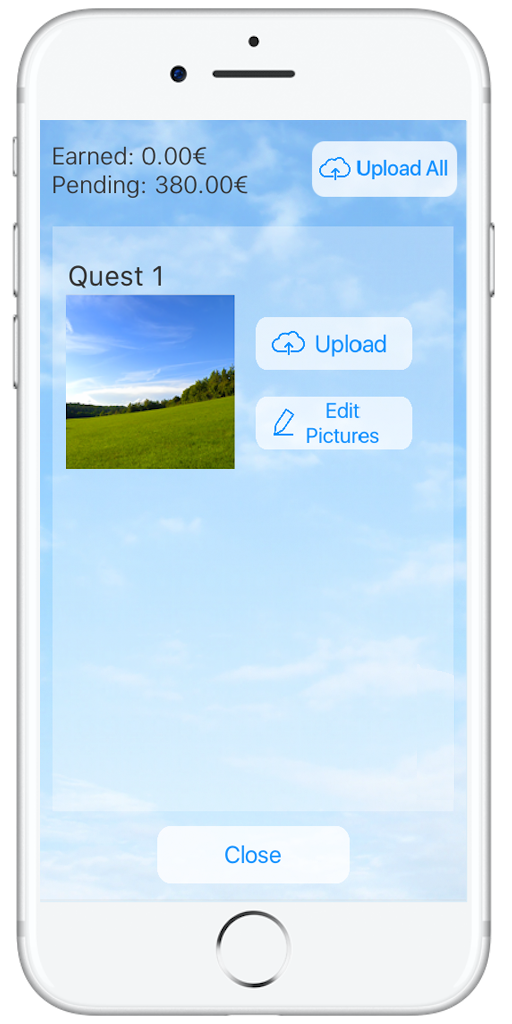 Earned: 0.00€
Pending: 380.00€
Upload All
Quest 1
Upload
Edit
Pictures
Close